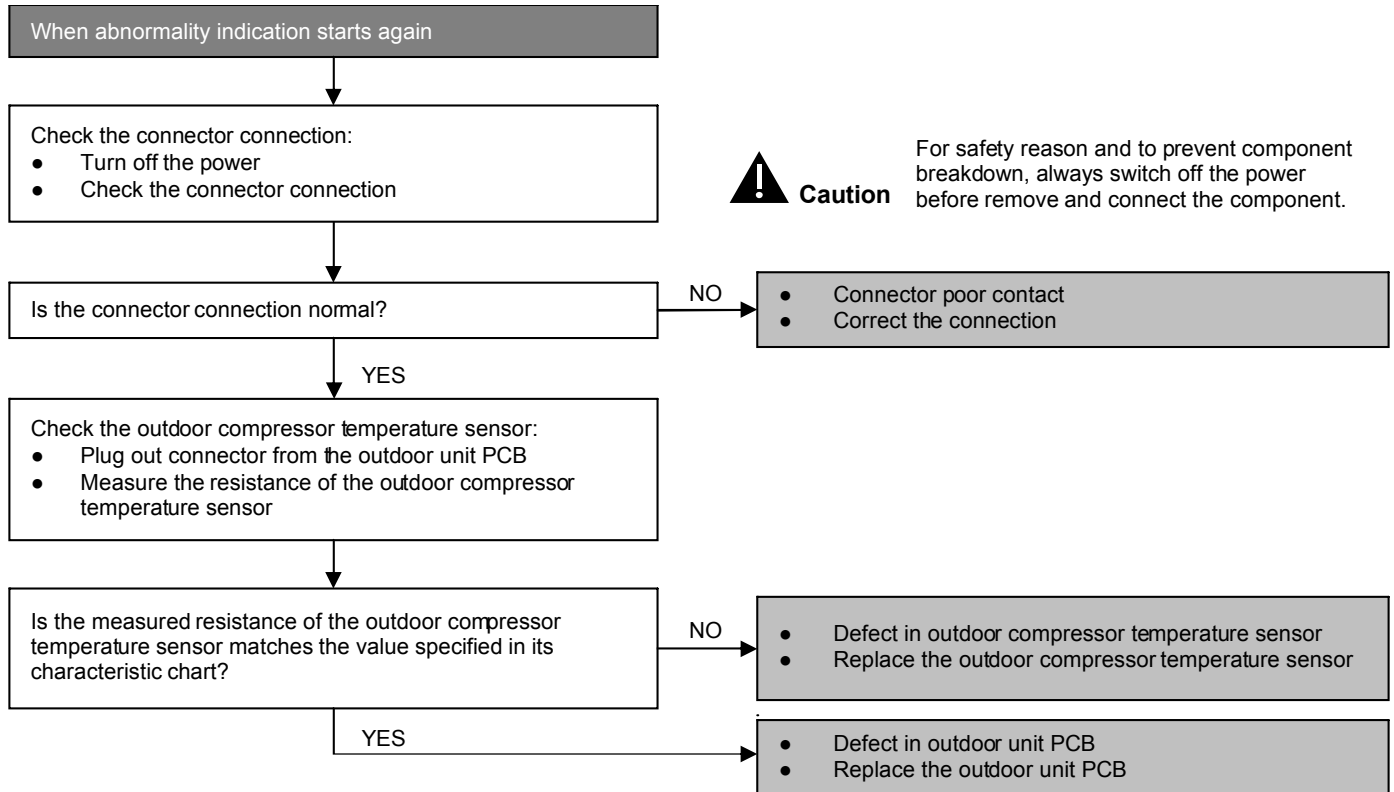 When abnormality indication starts again
Check the connector connection:
● Turn off the power
● Check the connector connection
Caution
For safety reason and to prevent component
breakdown, always switch off the power
before remove and connect the component.
Is the connector connection normal?
NO
● Connector poor contact
● Correct the connection
YES
Check the outdoor compressor temperature sensor:
● Plug out connector from the outdoor unit PCB
● Measure the resistance of the outdoor compressor
temperature sensor
Is the measured resistance of the outdoor compressor
temperature sensor matches the value specified in its
characteristic chart?
NO
● Defect in outdoor compressor temperature sensor
● Replace the outdoor compressor temperature sensor
YES
● Defect in outdoor unit PCB
● Replace the outdoor unit PCB